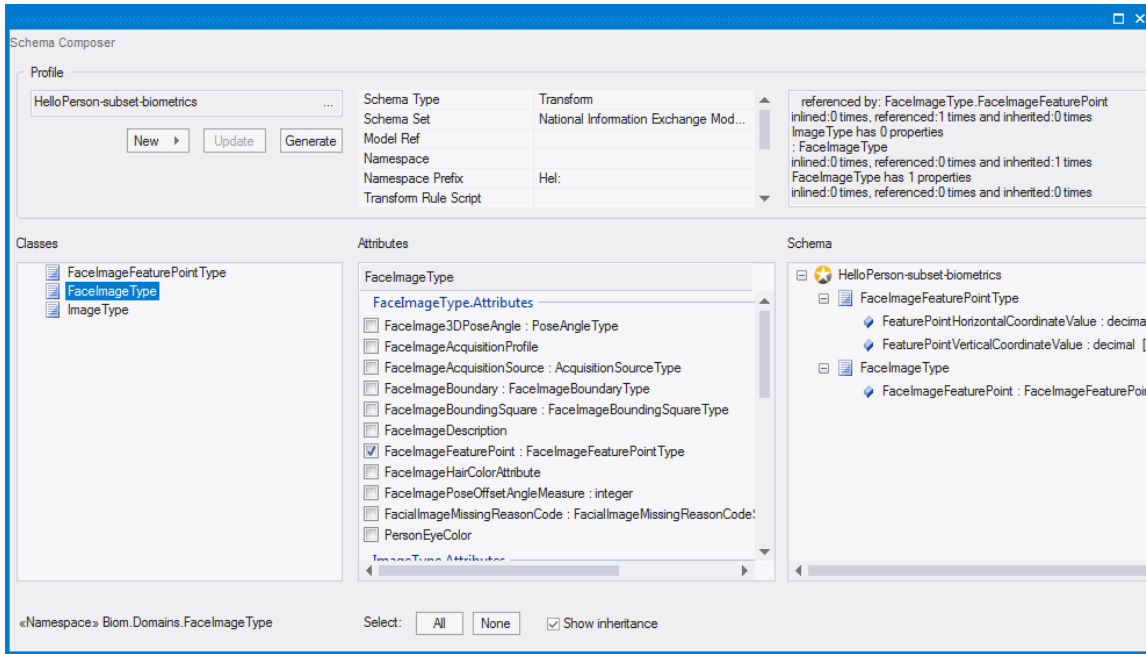 Schema Composer
Profile
HelloPerson-subset-biometrics ...
New Update Generate
Schema Type Transform
Schema Set National Information Exchange Mod...
Model Ref
Namespace
Namespace Prefix Hel:
Transform Rule Script
referenced by: FaceImageType.FaceImageFeaturePoint
inlined:0 times, referenced:1 times and inherited:0 times
ImageType has 0 properties
: FaceImageType
inlined:0 times, referenced:0 times and inherited:1 times
FaceImageType has 1 properties
inlined:0 times, referenced:0 times and inherited:0 times
Classes
FaceImageFeaturePointType
FaceImageType
ImageType
Attributes
FaceImageType
FaceImageType.Attributes
FaceImage3DPoseAngle : PoseAngleType
FaceImageAcquisitionProfile
FaceImageAcquisitionSource : AcquisitionSourceType
FaceImageBoundary : FaceImageBoundaryType
FaceImageBoundingSquare : FaceImageBoundingSquareType
FaceImageDescription
FaceImageFeaturePoint : FaceImageFeaturePointType
FaceImageHairColorAttribute
FaceImagePoseOffsetAngleMeasure : integer
FacialImageMissingReasonCode : FacialImageMissingReasonCode
PersonEyeColor
ImageType.Attributes
Schema
HelloPerson-subset-biometrics
FaceImageFeaturePointType
FeaturePointHorizontalCoordinateValue : decima
FeaturePointVerticalCoordinateValue : decimal [
FaceImageType
FaceImageFeaturePoint : FaceImageFeaturePoi
«Namespace» Biom.Domains.FaceImageType
Select: All None Show inheritance